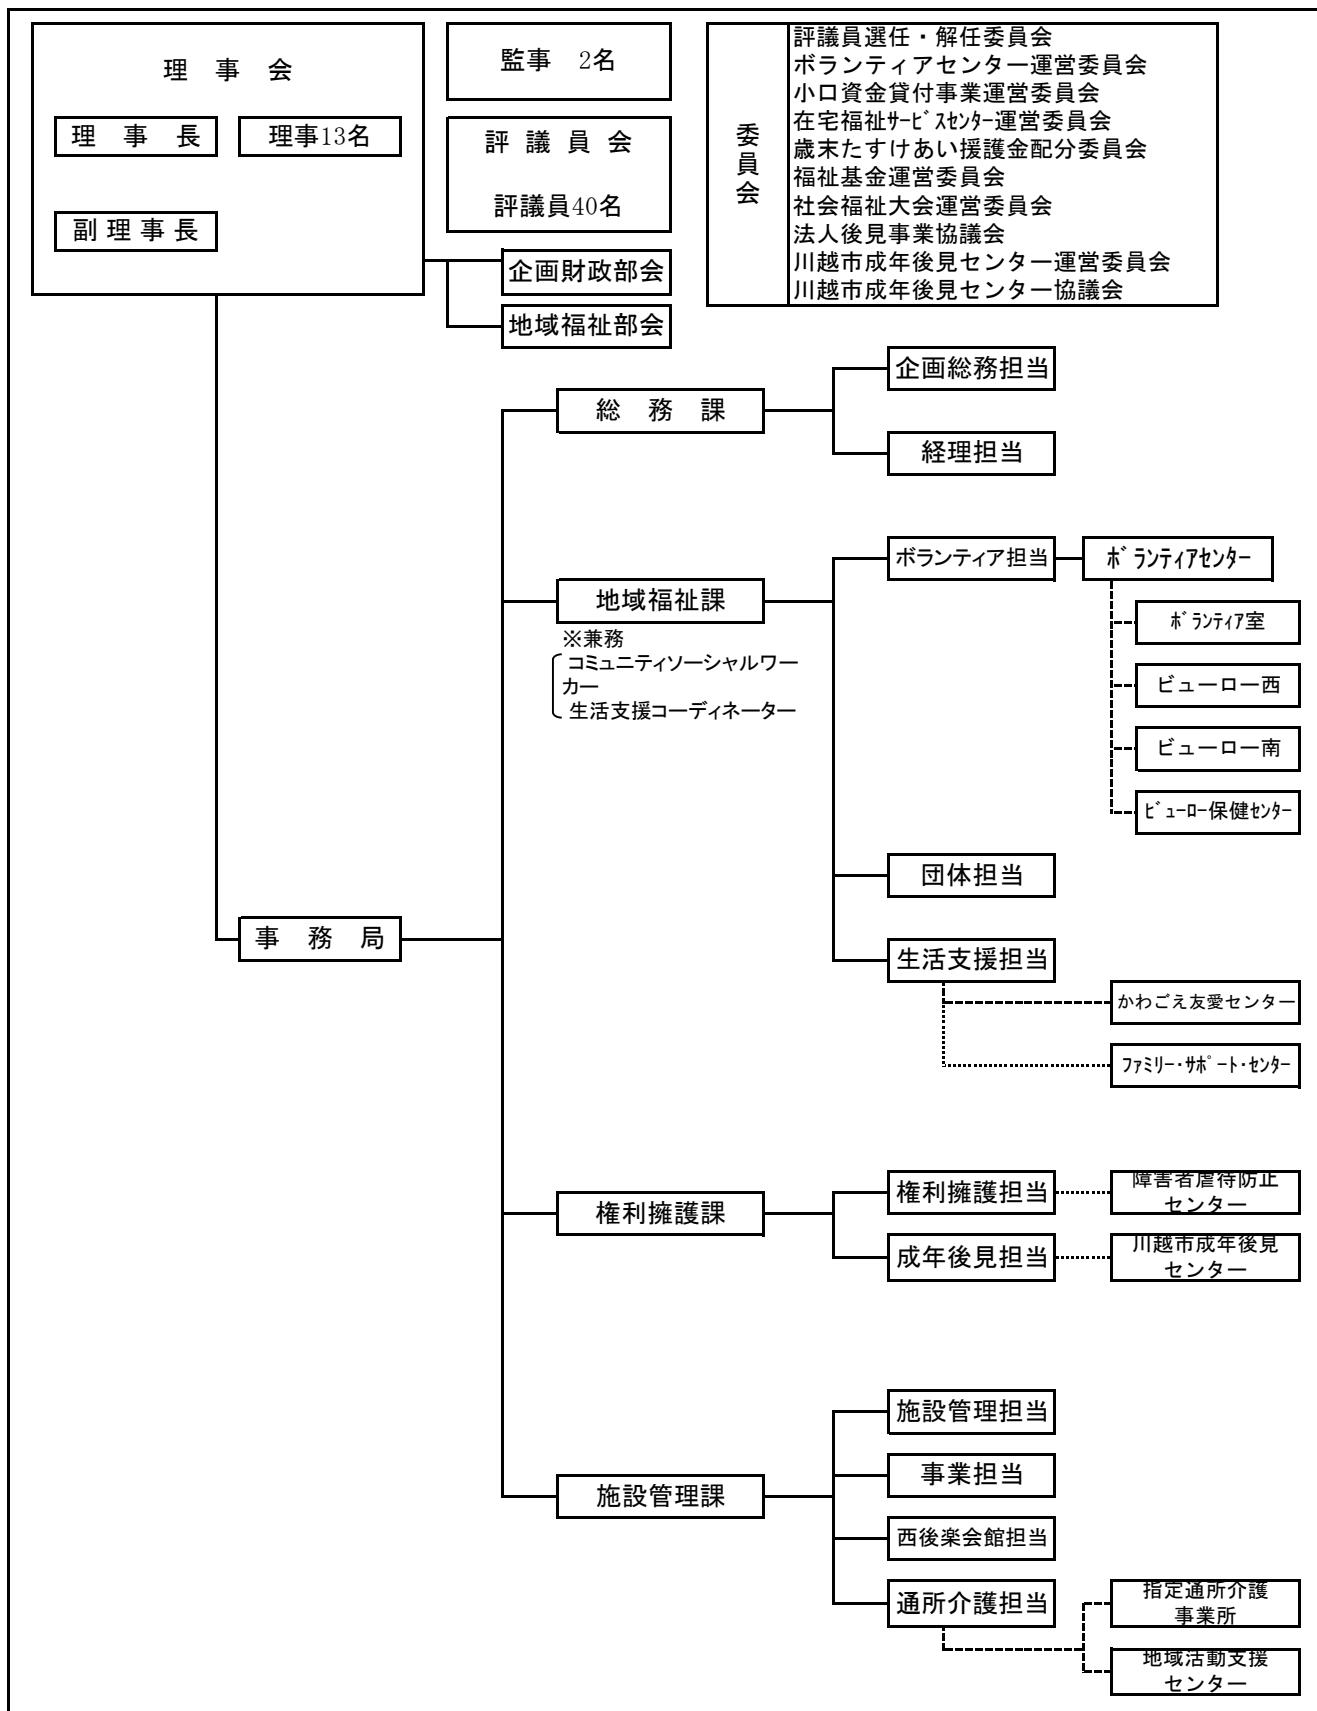 理　事　会
理　事　長
理事13名
副 理 事 長
監事　2名
評 議 員 会
評議員40名
企画財政部会
地域福祉部会
委員会
評議員選任・解任委員会
ボランティアセンター運営委員会
小口資金貸付事業運営委員会
在宅福祉ｻｰﾋﾞｽｾﾝﾀｰ運営委員会
歳末たすけあい援護金配分委員会
福祉基金運営委員会
社会福祉大会運営委員会
法人後見事業協議会
川越市成年後見センター運営委員会
川越市成年後見センター協議会
事　務　局
総　務　課
企画総務担当
経理担当
地域福祉課
※兼務
コミュニティソーシャルワー
カー
生活支援コーディネーター
ボランティア担当
ﾎﾞﾗﾝﾃｨｱｾﾝﾀｰ
ﾎﾞﾗﾝﾃｨｱ室
ビューロー西
ビューロー南
ﾋﾞｭｰﾛｰ保健ｾﾝﾀｰ
団体担当
生活支援担当
かわごえ友愛センター
ﾌｧﾐﾘｰ･ｻﾎﾟｰﾄ･ｾﾝﾀｰ
権利擁護課
権利擁護担当
障害者虐待防止
センター
成年後見担当
川越市成年後見
センター
施設管理課
施設管理担当
事業担当
西後楽会館担当
通所介護担当
指定通所介護
事業所
地域活動支援
センター